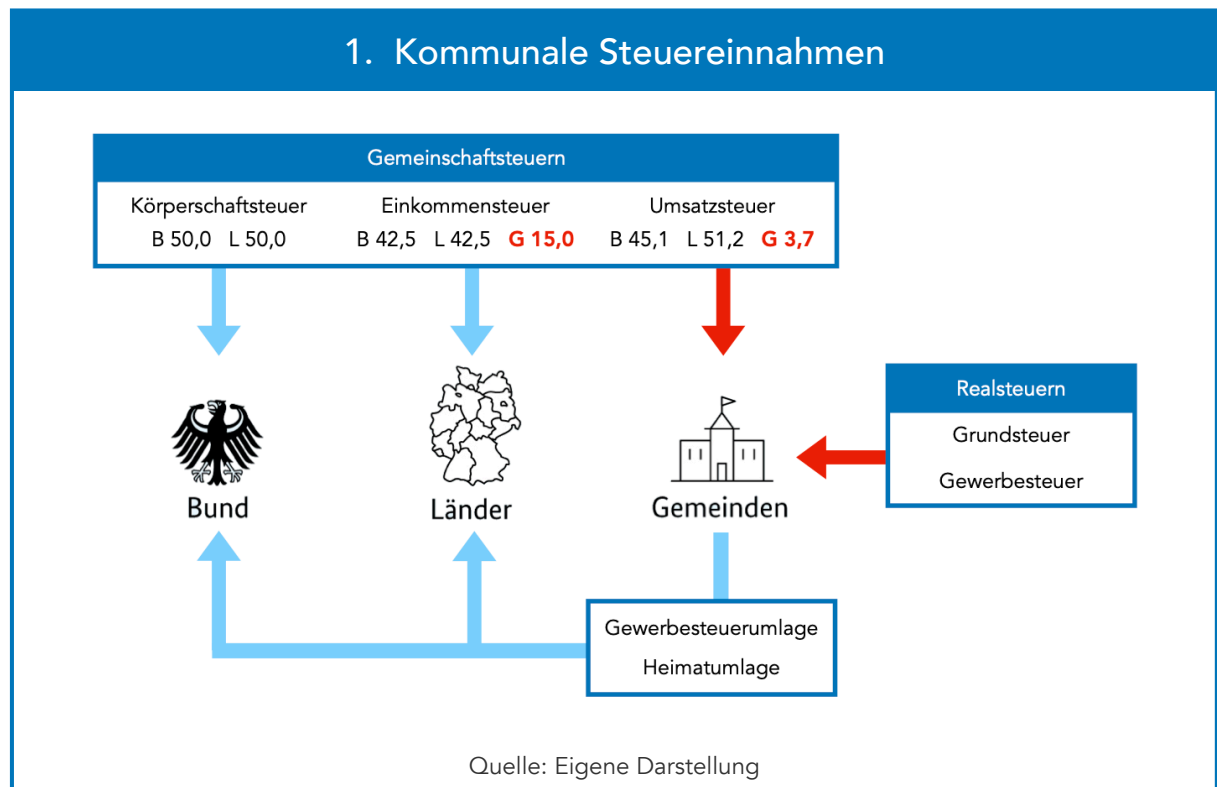 1. Kommunale Steuereinnahmen
Gemeinschaftsteuern
Körperschaftsteuer Einkommensteuer Umsatzsteuer
B 50,0 L 50,0 B 42,5 L 42,5 G 15,0 B 45,1 L 51,2 G 3,7
Realsteuern
Grundsteuer
Gewerbesteuer
Bund Länder Gemeinden
Gewerbesteuerumlage
Heimatumlage
Quelle: Eigene Darstellung